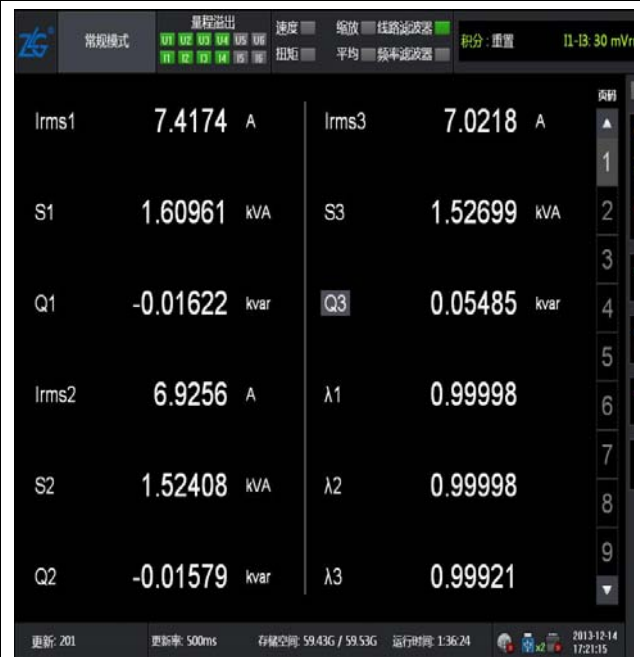 ZLG
常规模式
量程溢出
U1 U2 U3 U4 U5 U6
I1 I2 I3 I4 I5 I6
速度
扭矩
缩放
平均
线路滤波器
频率滤波器
积分 : 重置
I1-I3: 30 mVr
页码
Irms1 7.4174 A
S1 1.60961 kVA
Q1 -0.01622 kvar
Irms2 6.9256 A
S2 1.52408 kVA
Q2 -0.01579 kvar
Irms3 7.0218 A
S3 1.52699 kVA
Q3 0.05485 kvar
λ1 0.99998
λ2 0.99998
λ3 0.99921
1
2
3
4
5
6
7
8
9
更新: 201
更新率: 500ms
存储空间: 59.43G / 59.53G
运行时间: 1:36:24
x2
2013-12-14
17:21:15